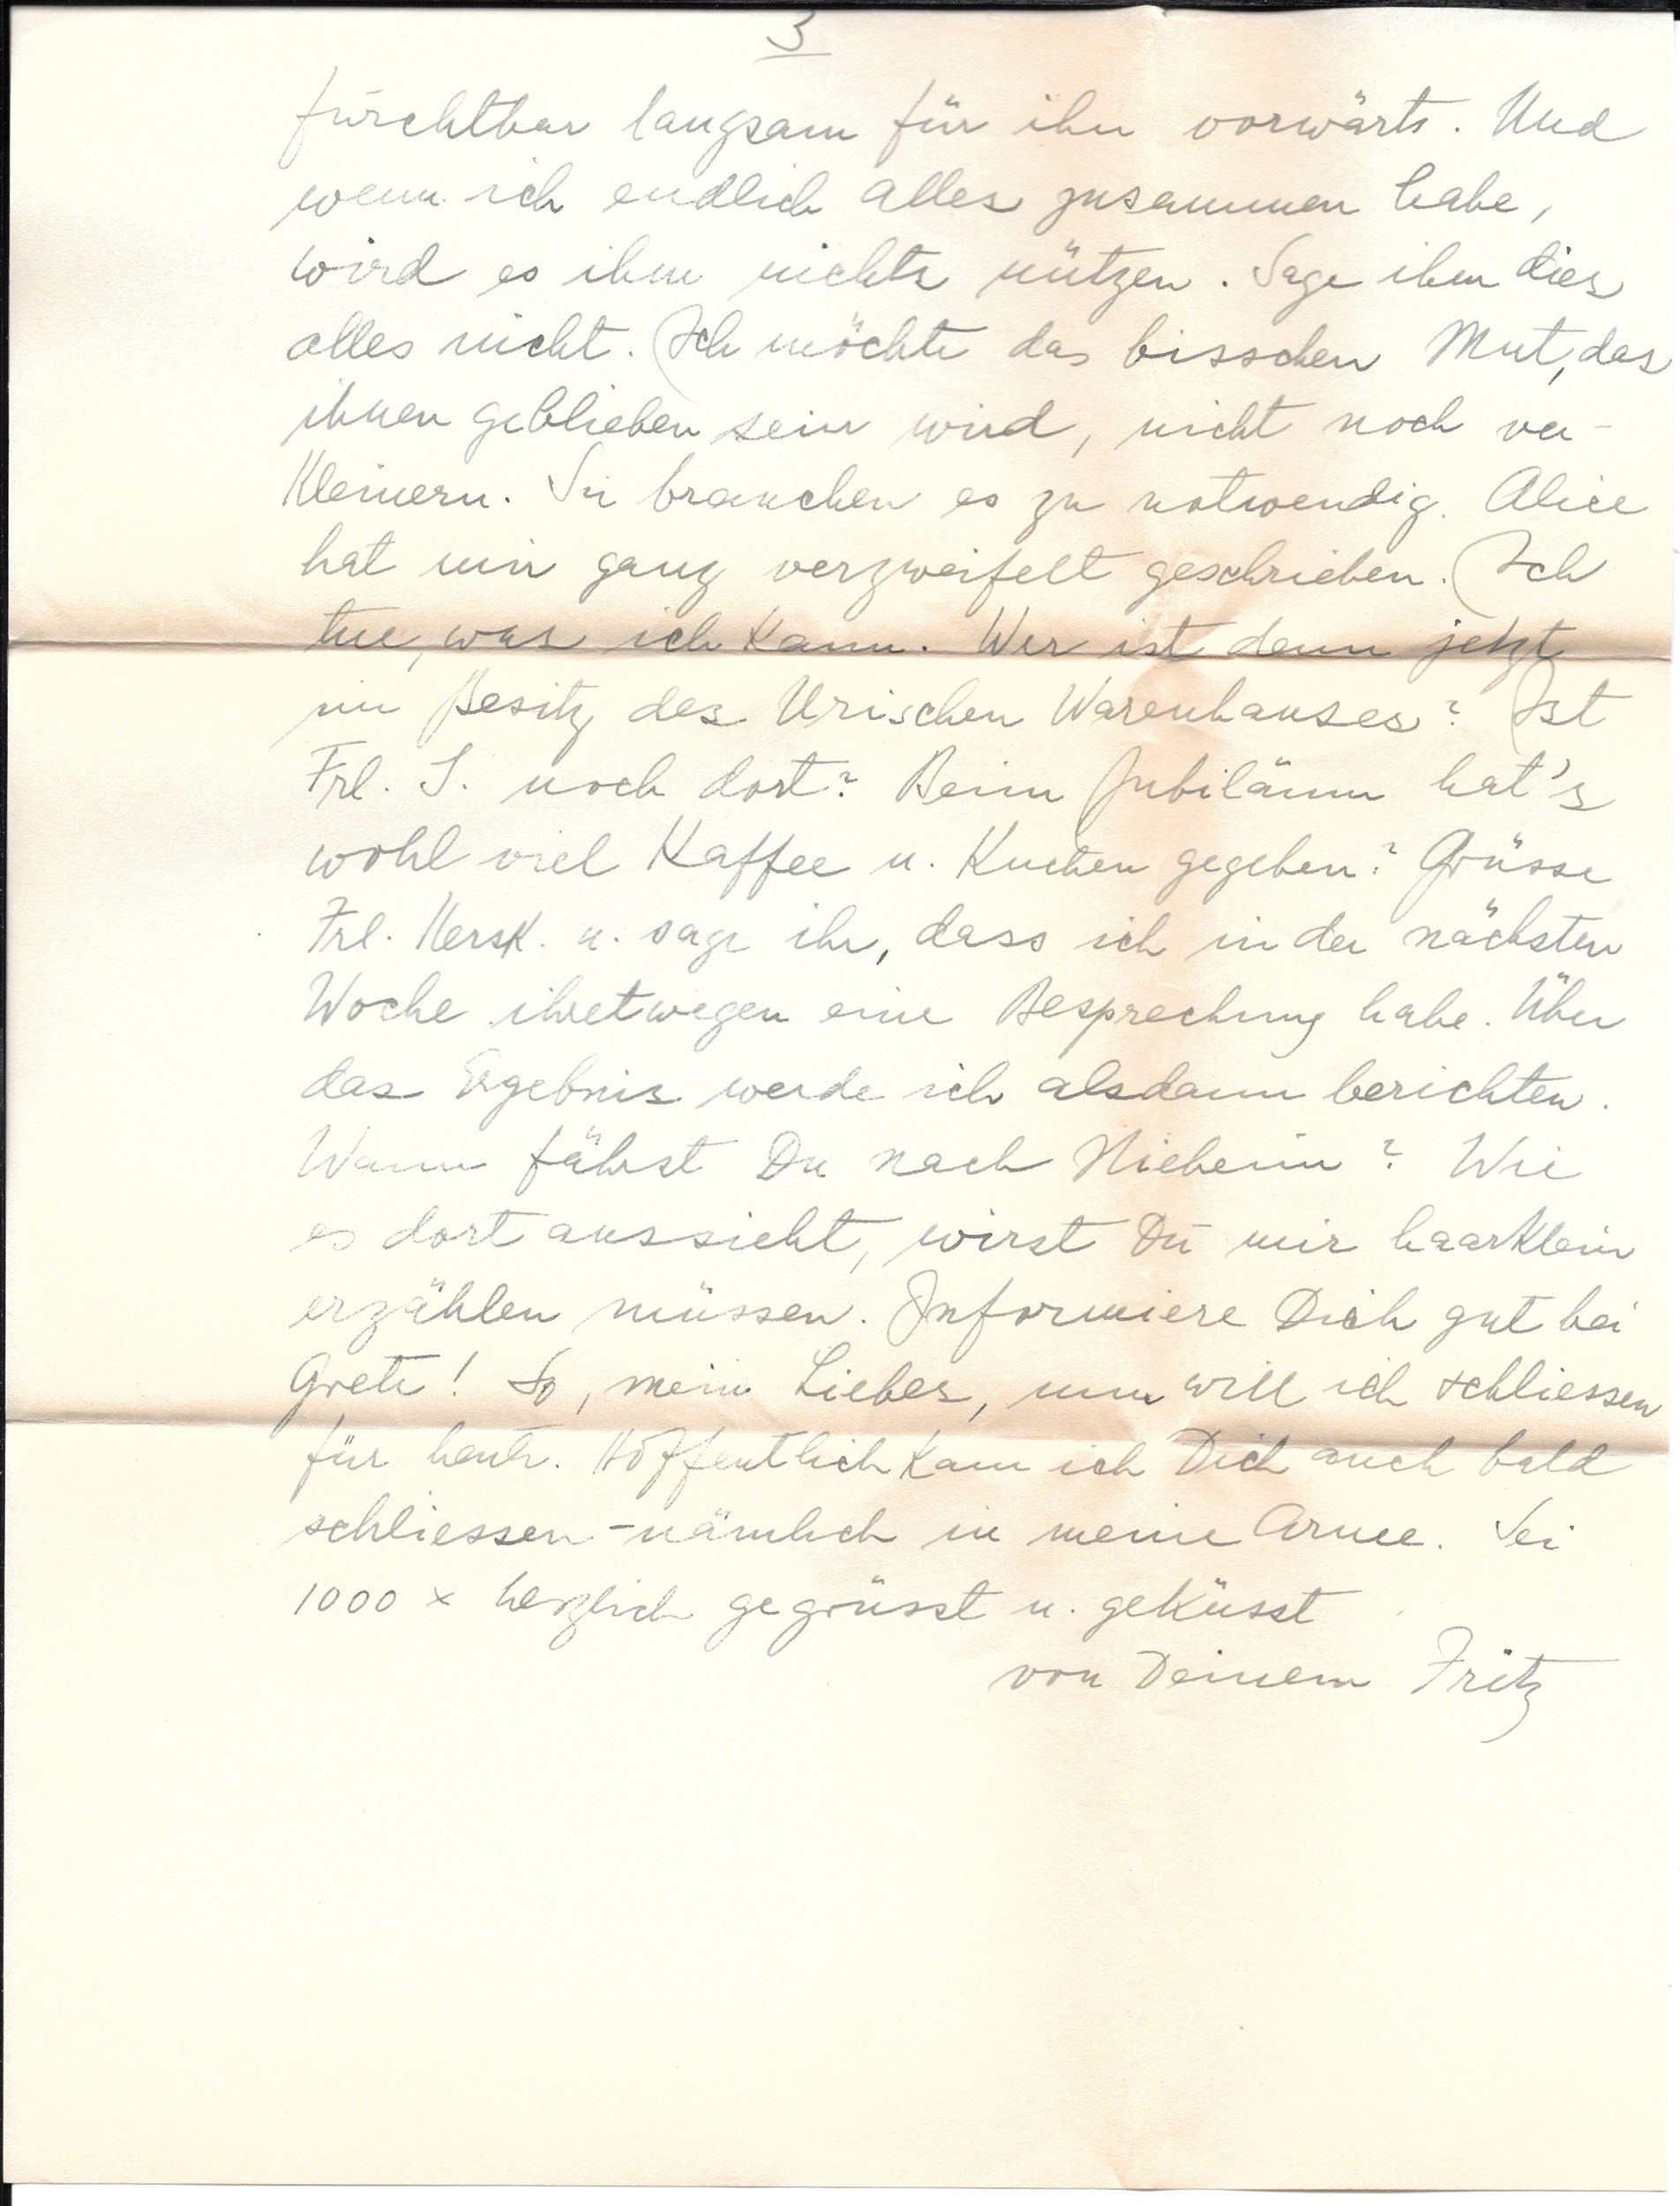 3
furchtbar langsam für ihn vorwärts. Und
wenn ich endlich alles zusammen habe,
wird es ihm nichts nützen. Sage ihm dies
alles nicht. Ich möchte das bisschen Mut, das
ihnen geblieben sein wird, nicht noch ver-
kleinern. Sie brauchen es zu notwendig. Alice
hat mir ganz verzweifelt geschrieben. Ich
tue, was ich kann. Wer ist denn jetzt
im Besitz des Urischen Warenhauses? Ist
Frl. S. noch dort? Beim Jubiläum hat's
wohl viel Kaffee u. Kuchen gegeben? Grüsse
Frl. Hersk. u. sage ihr, dass ich in der nächsten
Woche ihretwegen eine Besprechung habe. Über
das Ergebnis werde ich alsdann berichten.
Wann fährst Du nach Nieheim? Wie
es dort aussieht, wirst Du mir haarklein
erzählen müssen. Informiere Dich gut bei
Grete! So, mein Liebes, nun will ich schliessen
für heute. Hoffentlich kann ich Dich auch bald
schliessen - nämlich in meine Arme. Sei
1000 x herzlich gegrüsst u. geküsst
von Deinem Fritz